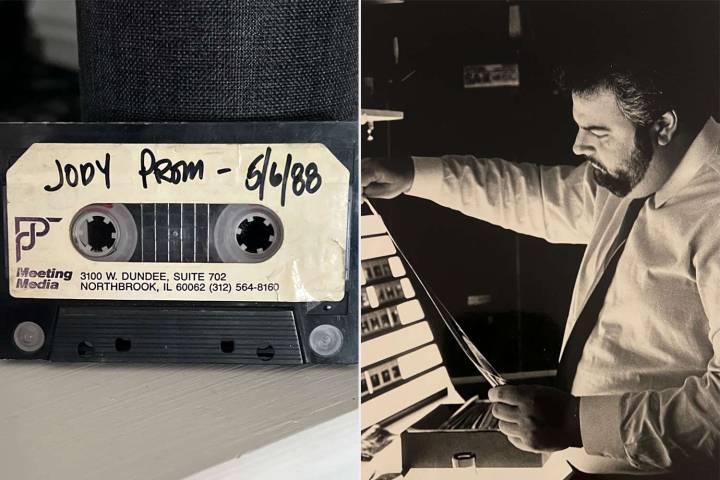 JODY PROM - 5/6/88
Meeting
Media
3100 W. DUNDEE, SUITE 702
NORTHBROOK, IL 60062 (312) 564-8160